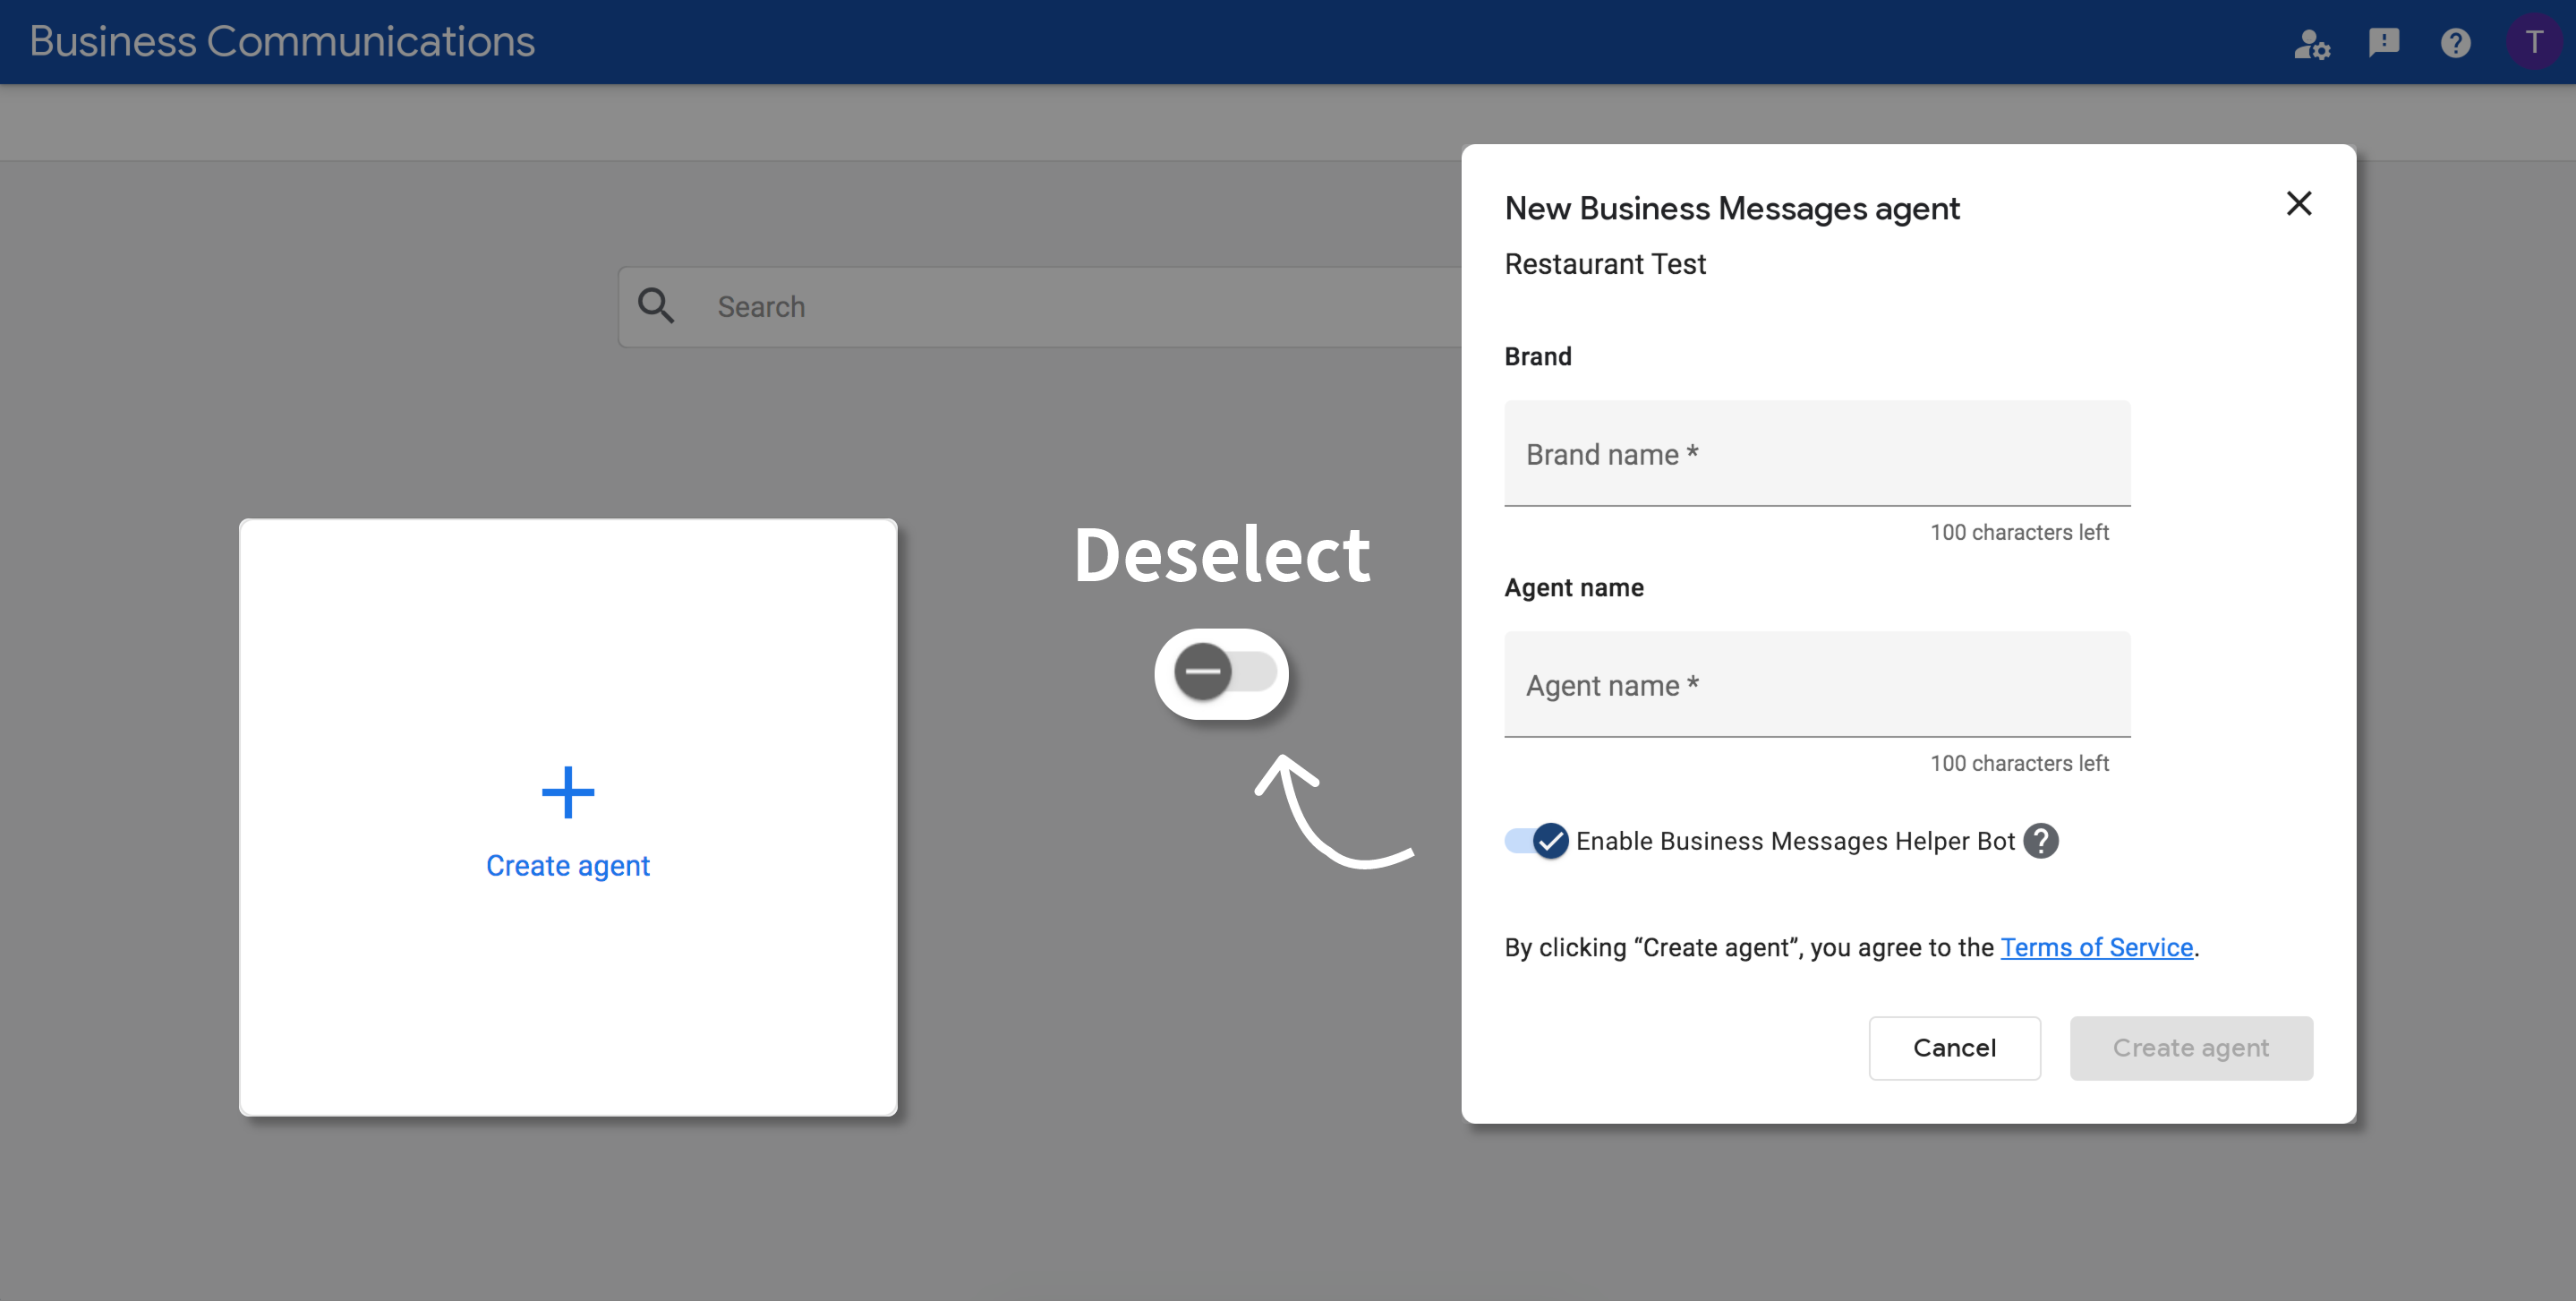 Business Communications
T
Search
Create agent
Deselect
New Business Messages agent
Restaurant Test
Brand
Brand name *
100 characters left
Agent name
Agent name *
100 characters left
Enable Business Messages Helper Bot
By clicking “Create agent”, you agree to the Terms of Service.
Cancel
Create agent